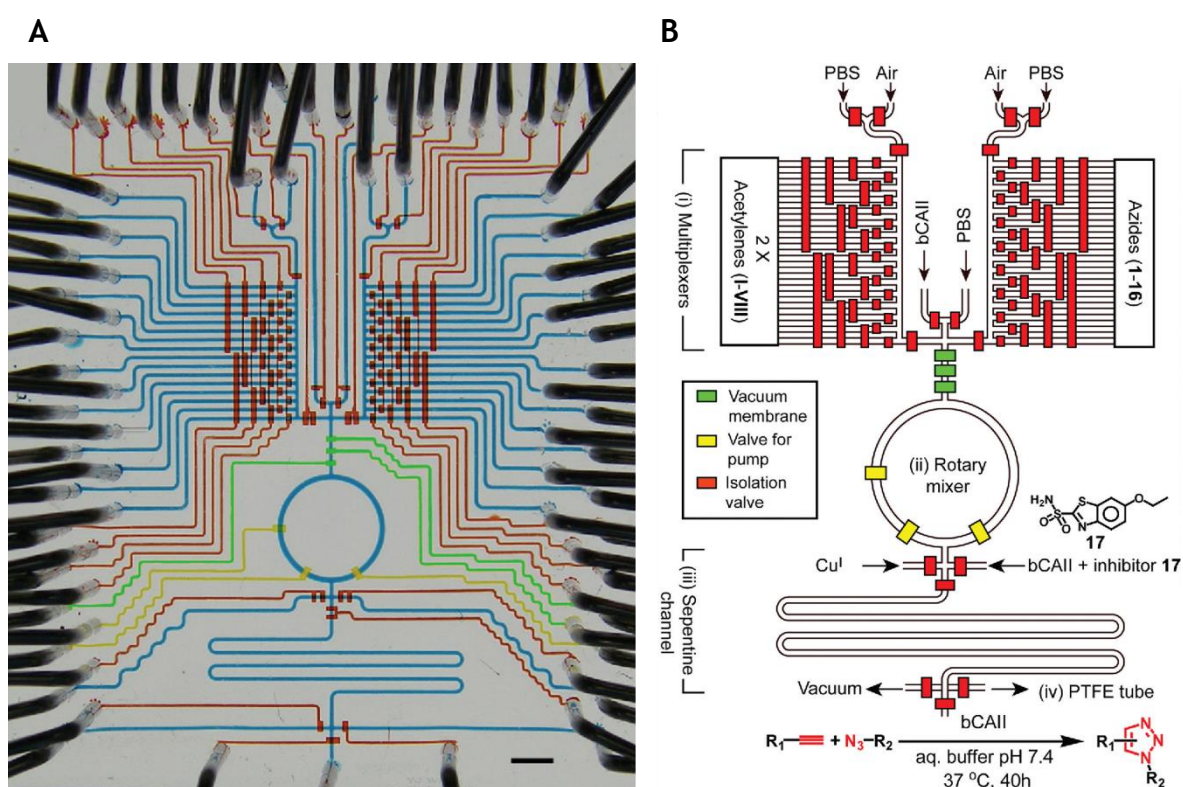 A
B
PBS Air
Air PBS
(i) Multiplexers
2 X
Acetylenes (I-VIII)
bCAII
PBS
Azides (1-16)
Vacuum
membrane
Valve for
pump
Isolation
valve
(ii) Rotary
mixer
H₂N
S
O
O
S
N
O
17
CuI
bCAII + inhibitor 17
(iii) Sepentine
channel
Vacuum
(iv) PTFE tube
bCAII
R1 + N3-R2
aq. buffer pH 7.4
37 ºC, 40h
R1
N
N
N
R2